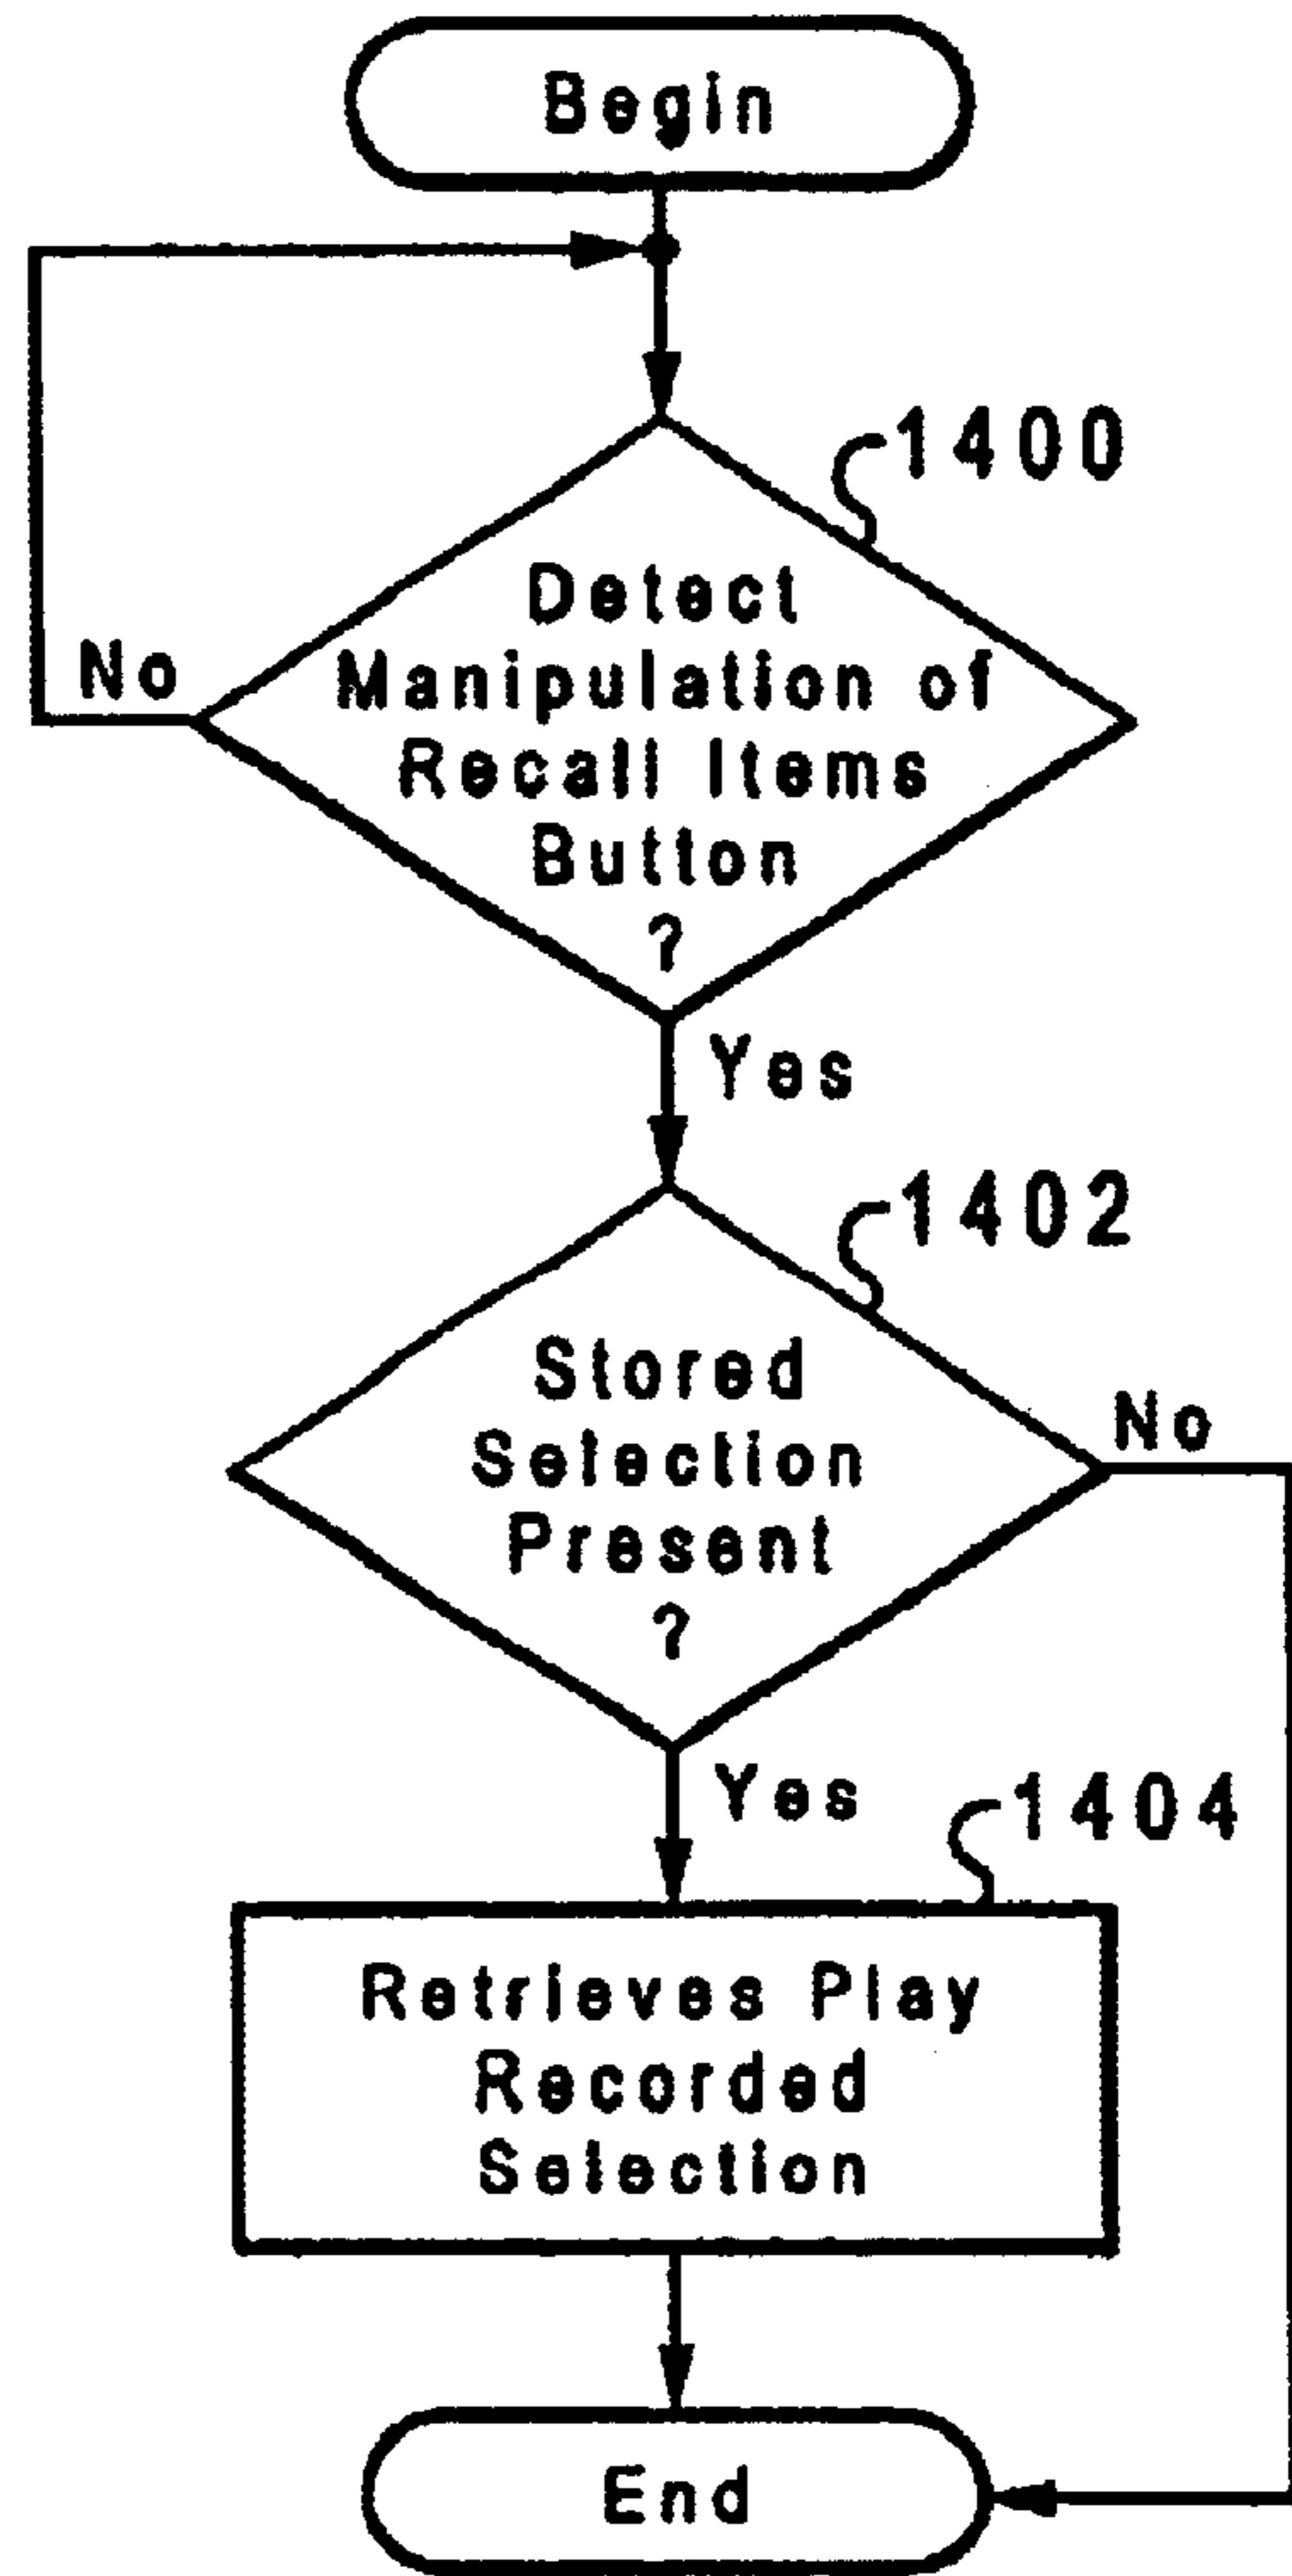 Begin
1400
Detect
Manipulation of
Recall Items
Button
?
No
Yes
1402
Stored
Selection
Present
?
No
Yes
1404
Retrieves Play
Recorded
Selection
End